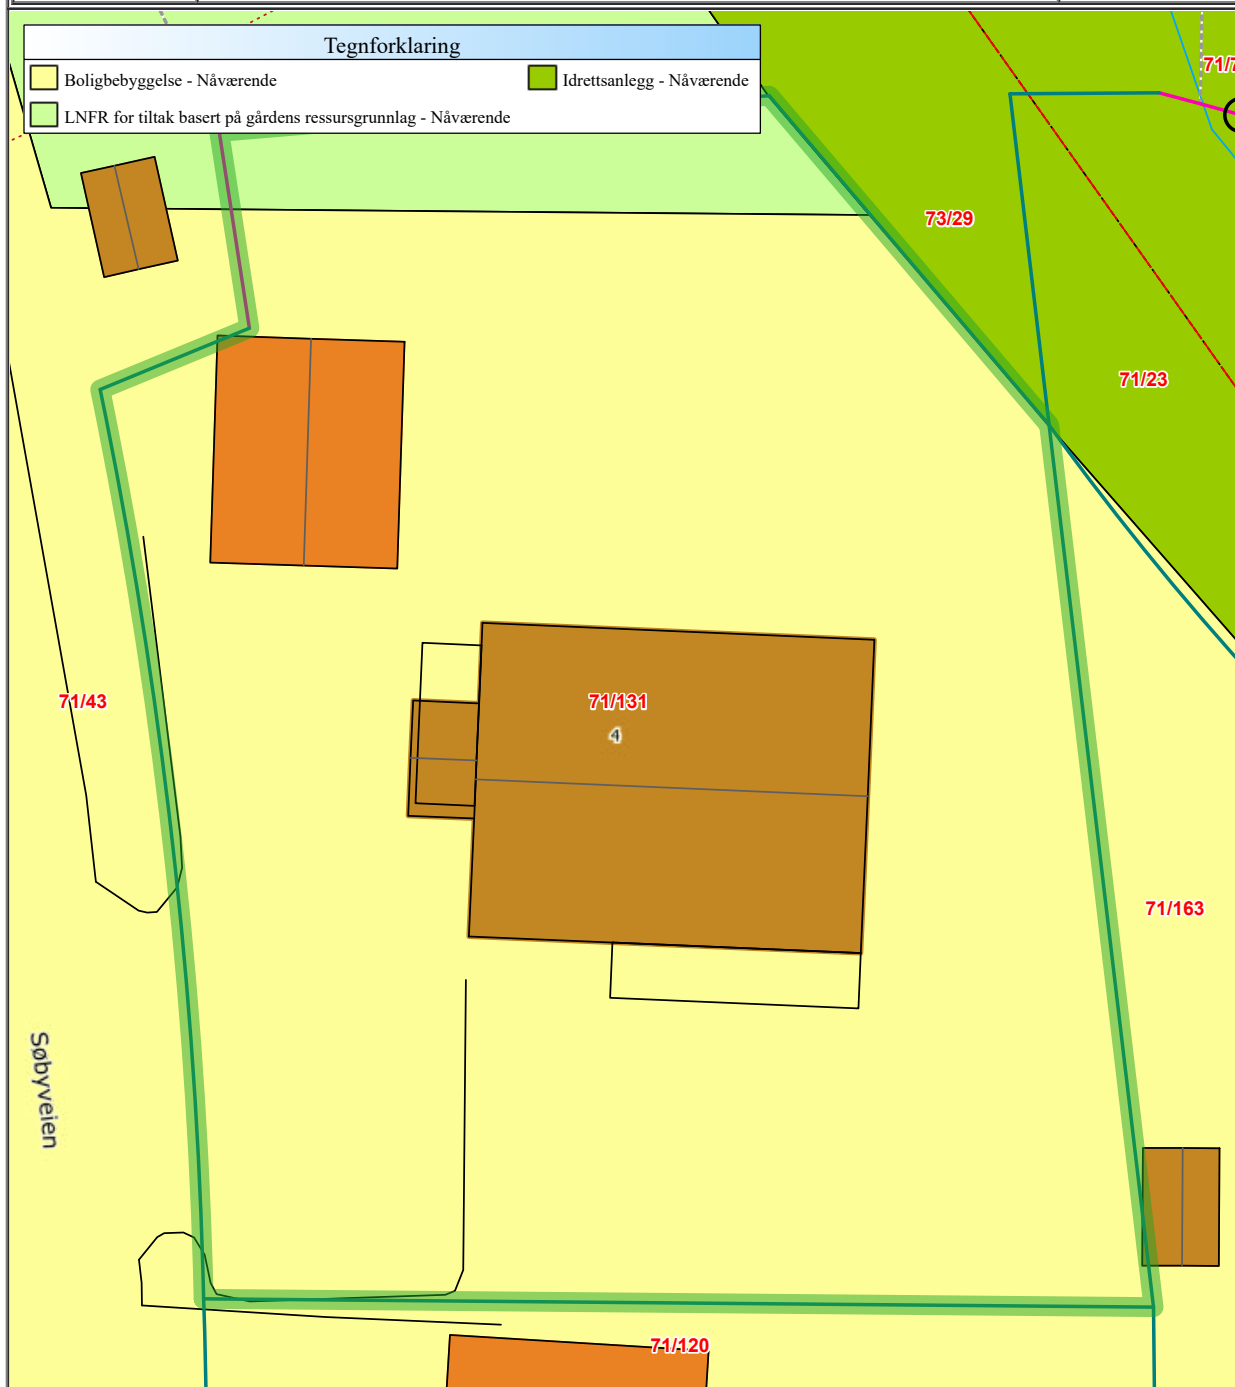 Tegnforklaring
Boligbebyggelse - Nåværende
Idrettsanlegg - Nåværende
LNFR for tiltak basert på gårdens ressursgrunnlag - Nåværende
73/29
71/23
71/43
71/131
4
71/163
Søbyveien
71/120